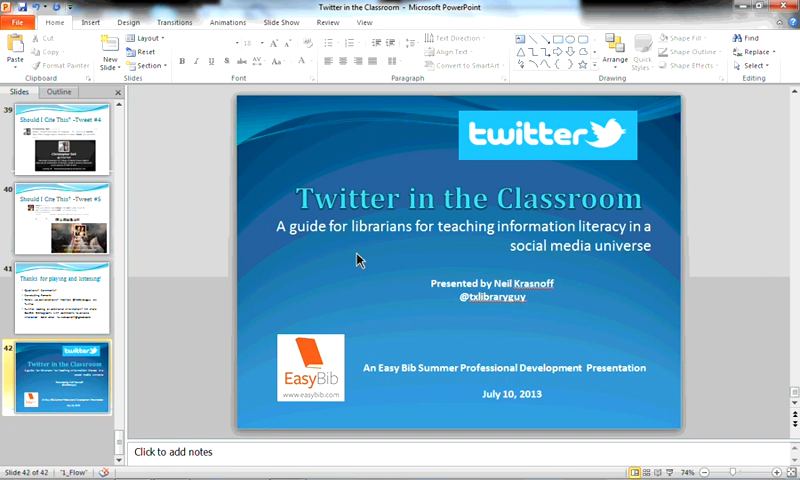 Twitter in the Classroom - Microsoft PowerPoint
File Home Insert Design Transitions Animations Slide Show Review View
Cut
Copy
Format Painter
Paste
Clipboard
New
Slide
Layout
Reset
Section
Slides
18
Font
Text Direction
Align Text
Convert to SmartArt
Paragraph
Arrange
Quick
Styles
Shape Fill
Shape Outline
Shape Effects
Drawing
Find
Replace
Select
Editing
Slides Outline
39
Should I Cite This? -Tweet #4
40
Should I Cite This? -Tweet #5
41
Thanks for playing and listening!
42
twitter
Twitter in the Classroom
A guide for librarians for teaching information literacy in a
social media universe
Presented by Neil Krasnoff
@txlibraryguy
EasyBib
www.easybib.com
An Easy Bib Summer Professional Development Presentation
July 10, 2013
Click to add notes
Slide 42 of 42 "1_Flow" 74%